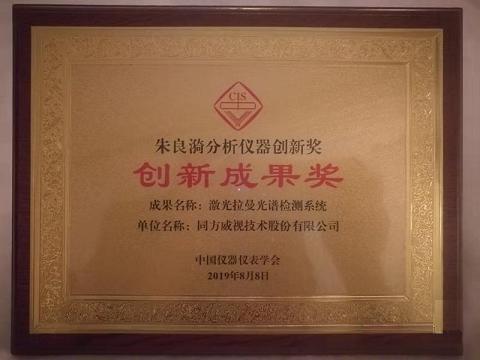 CIS
朱良漪分析仪器创新奖
创新成果奖
成果名称：激光拉曼光谱检测系统
单位名称：同方威视技术股份有限公司
中国仪器仪表学会
2019年8月8日